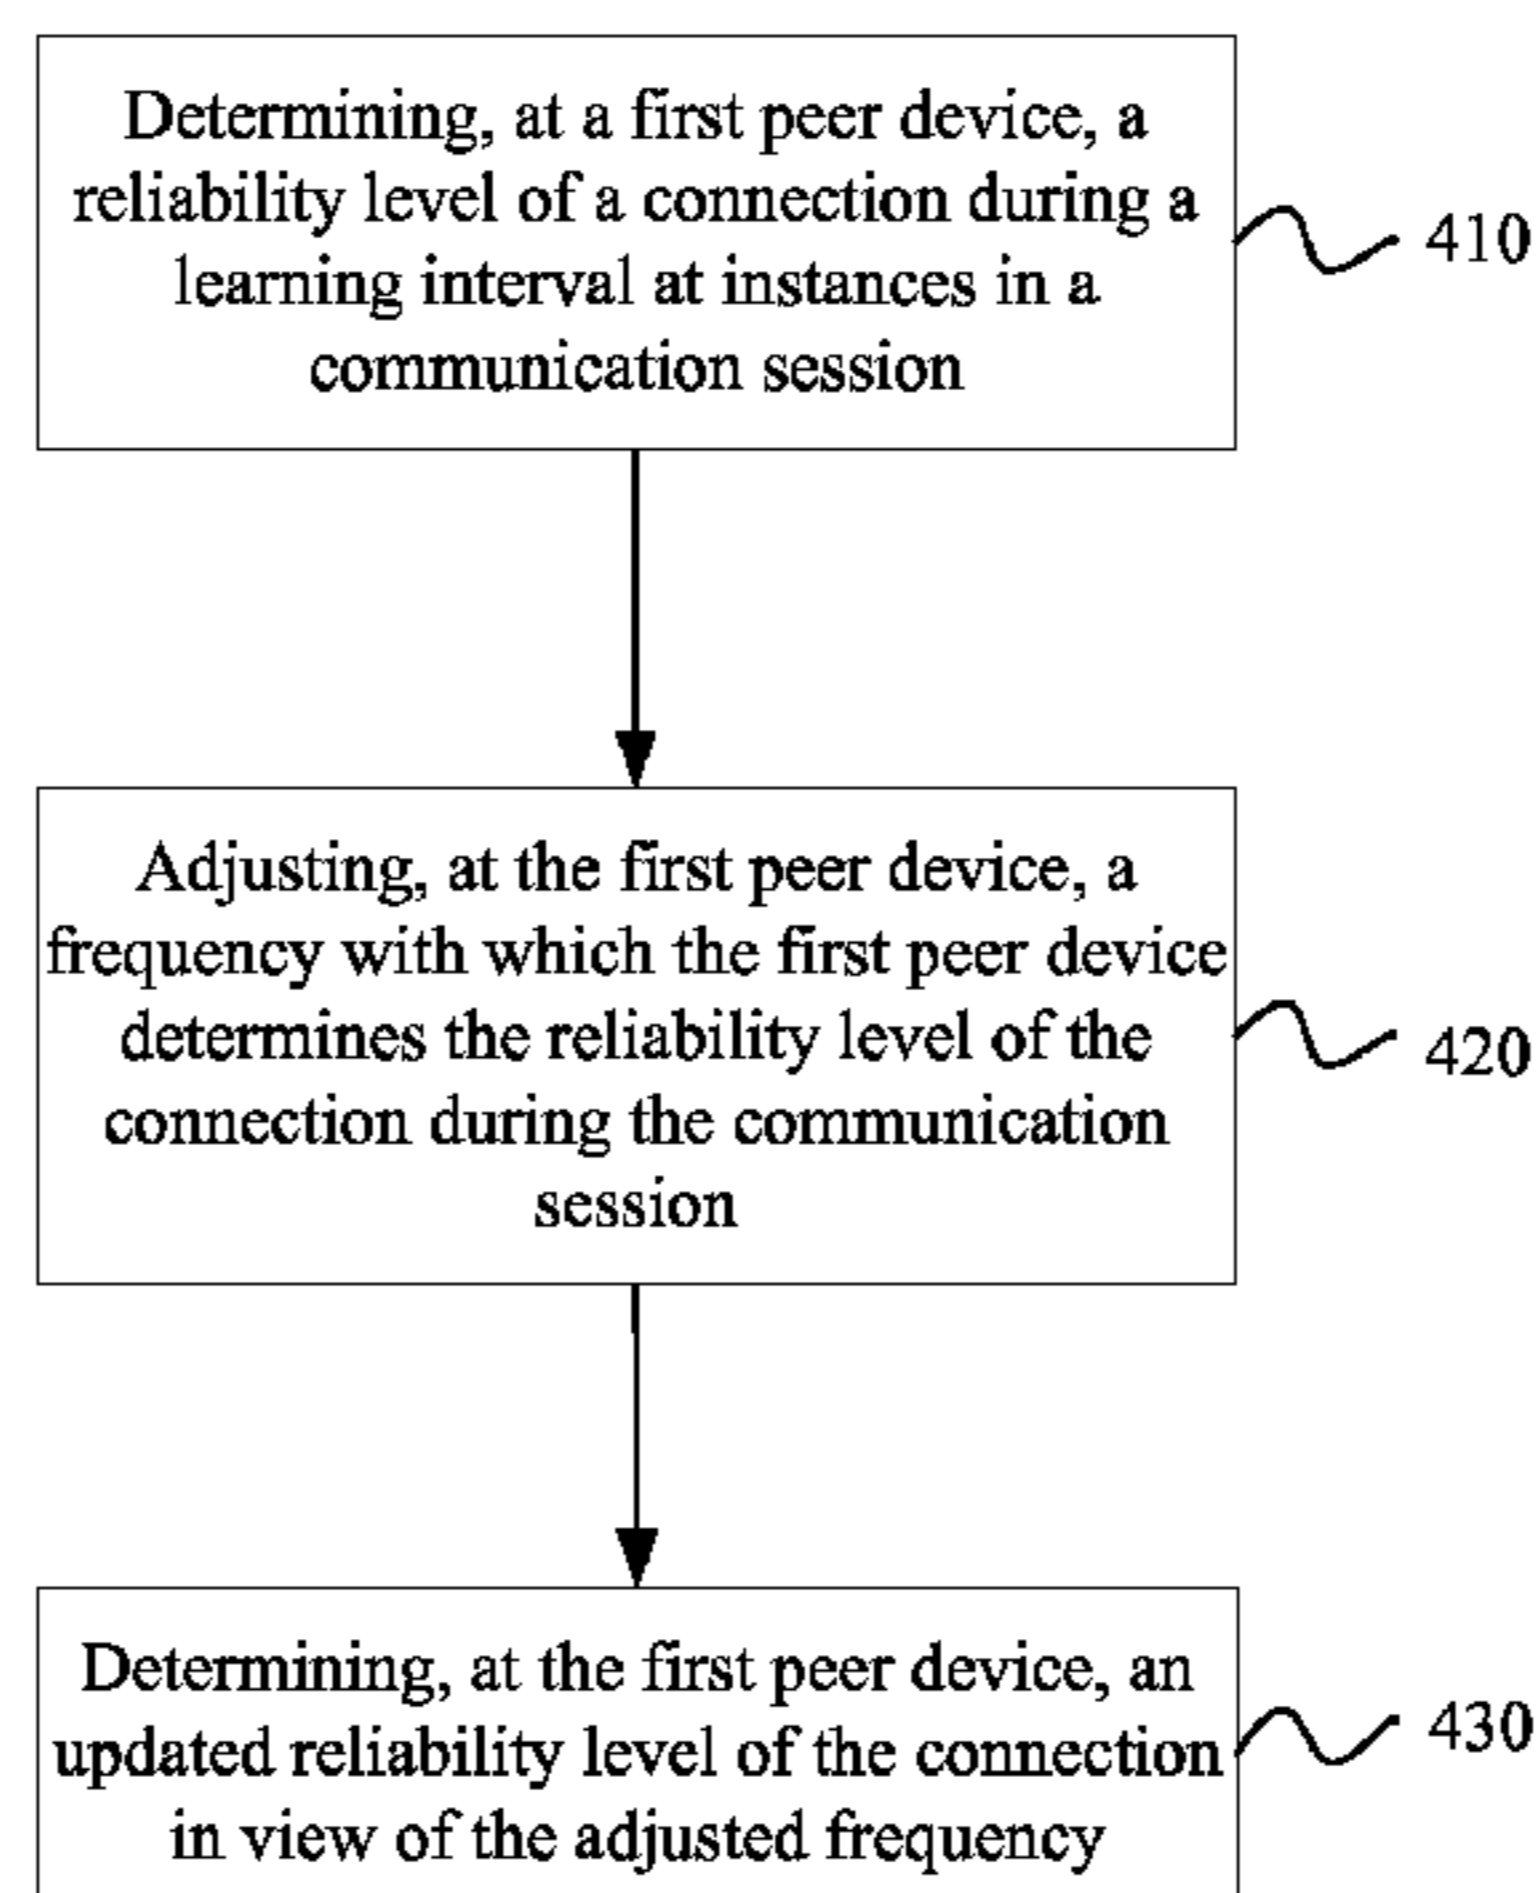 Determining, at a first peer device, a
reliability level of a connection during a
learning interval at instances in a
communication session
410
Adjusting, at the first peer device, a
frequency with which the first peer device
determines the reliability level of the
connection during the communication
session
420
Determining, at the first peer device, an
updated reliability level of the connection
in view of the adjusted frequency
430